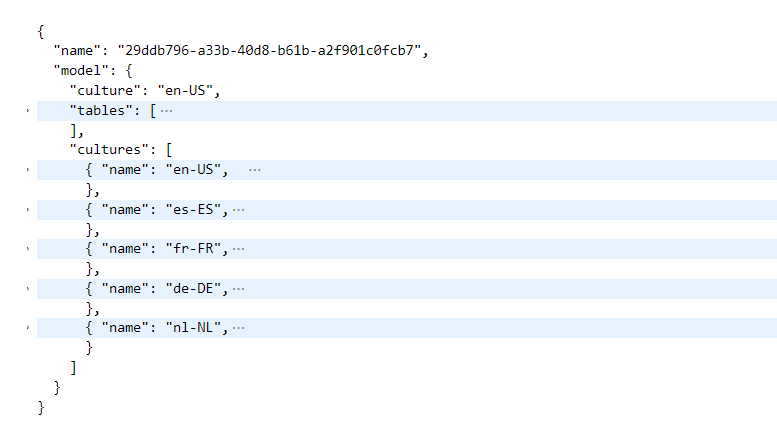 {
"name": "29ddb796-a33b-40d8-b61b-a2f901c0fcb7",
"model": {
"culture": "en-US",
"tables": [···
],
"cultures": [
{ "name": "en-US", ···
},
{ "name": "es-ES",···
},
{ "name": "fr-FR",···
},
{ "name": "de-DE",···
},
{ "name": "nl-NL",···
}
]
}
}